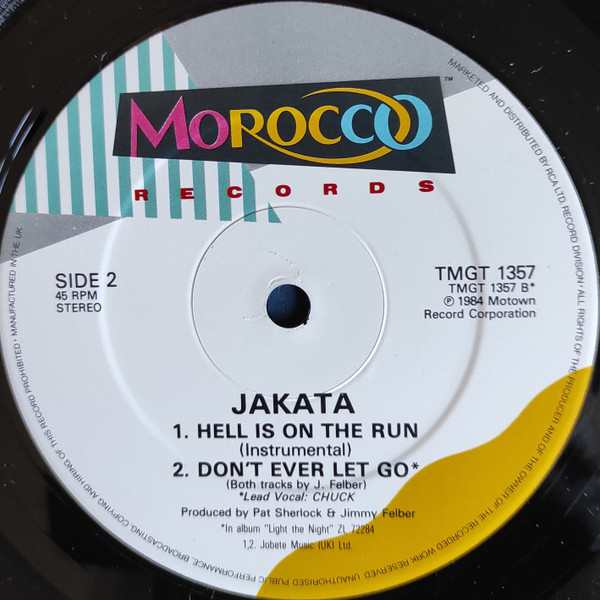 MOROCCO
™
RECORDS
SIDE 2
45 RPM
STEREO
TMGT 1357
TMGT 1357 B*
℗ 1984 Motown
Record Corporation
JAKATA
1. HELL IS ON THE RUN
(Instrumental)
2. DON'T EVER LET GO*
(Both tracks by J. Felber)
*Lead Vocal: CHUCK
Produced by Pat Sherlock & Jimmy Felber
*In album "Light the Night" ZL 72284
1,2. Jobete Music (UK) Ltd.
MARKETED AND DISTRIBUTED BY RCA LTD. RECORD DIVISION • ALL RIGHTS OF THE PRODUCER AND OF THE OWNER OF THE RECORDED WORK RESERVED. UNAUTHORISED PUBLIC PERFORMANCE, BROADCASTING, COPYING AND HIRING OF THIS RECORD PROHIBITED • MANUFACTURED IN THE UK